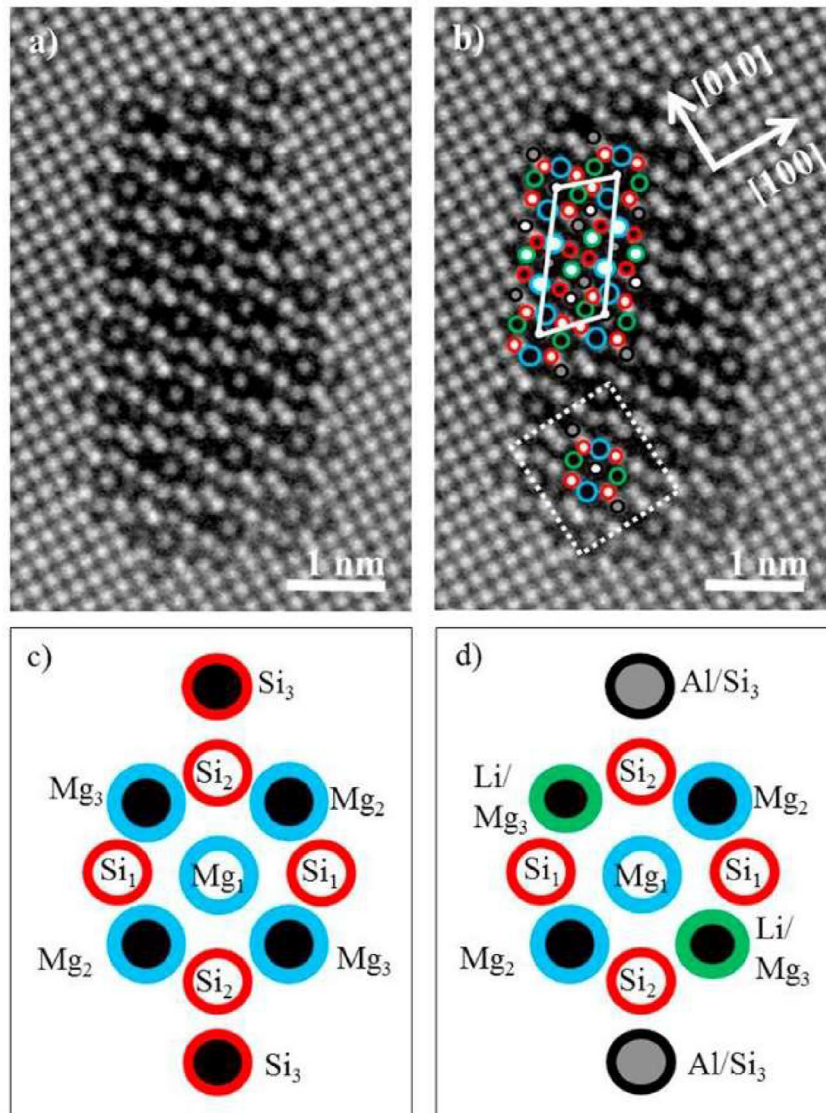 a)
1 nm
b)
[010]
[100]
1 nm
c)
Si₃
Mg₃
Si₂
Mg₂
Si₁
Mg₁
Si₁
Mg₂
Si₂
Mg₃
Si₃
d)
Al/Si₃
Li/
Mg₃
Si₂
Mg₂
Si₁
Mg₁
Si₁
Mg₂
Si₂
Li/
Mg₃
Al/Si₃